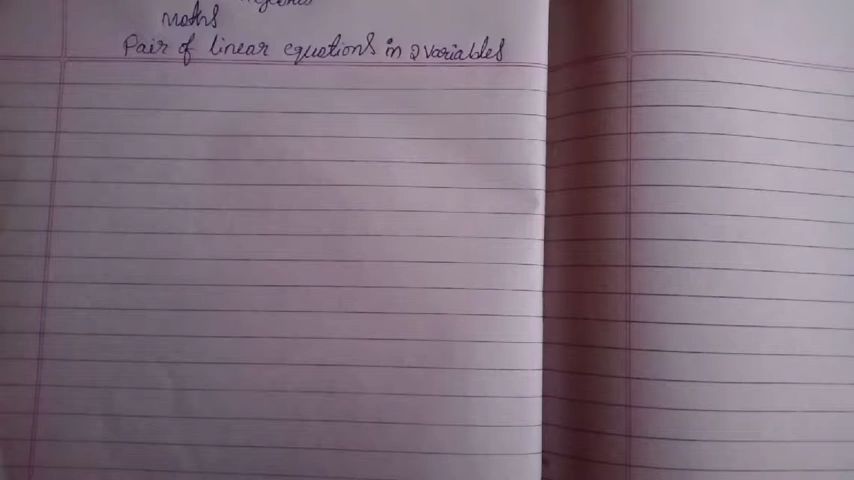 maths
Pair of linear equations in 2 variables